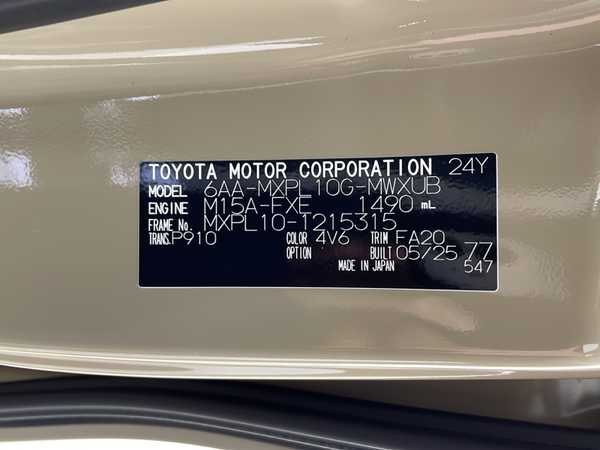 TOYOTA MOTOR CORPORATION 24Y
MODEL 6AA-MXPL10G-MWXUB
ENGINE M15A-FXE 1490 mL
FRAME No. MXPL10-1215315
TRANS. P910 COLOR 4V6 TRIM FA20
OPTION BUILT 05/25 77
MADE IN JAPAN 547